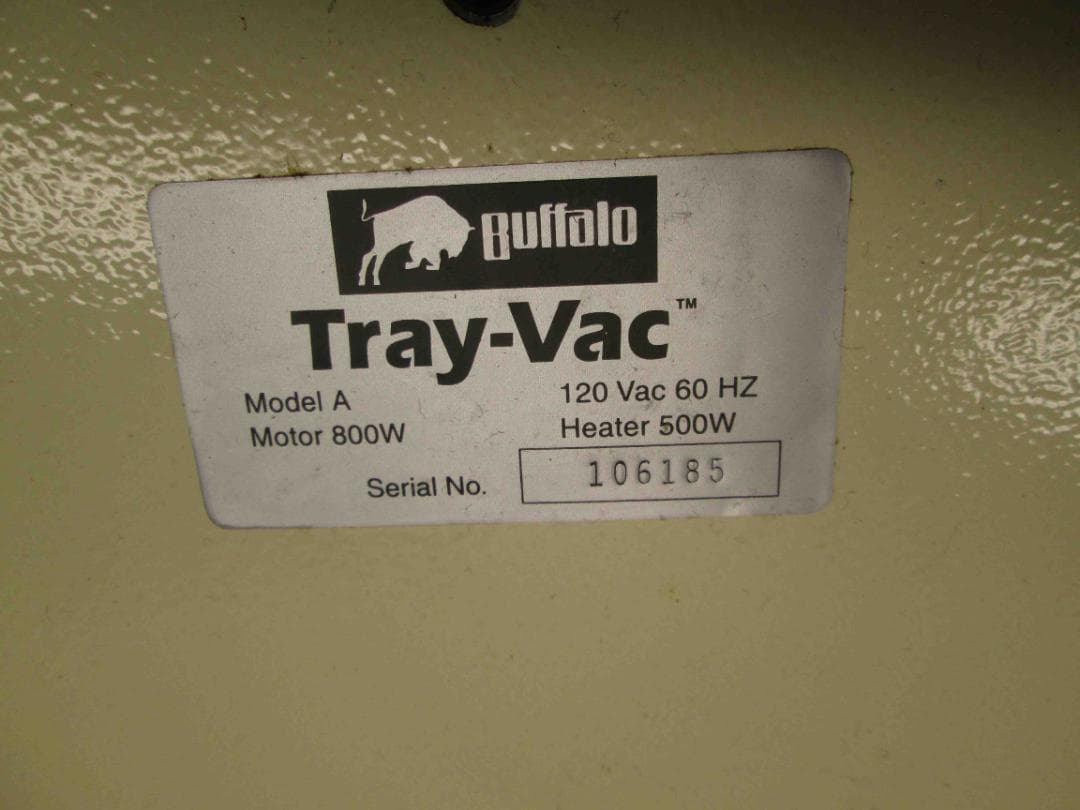 Buffalo
Tray-Vac™
Model A 120 Vac 60 HZ
Motor 800W Heater 500W
Serial No. 106185